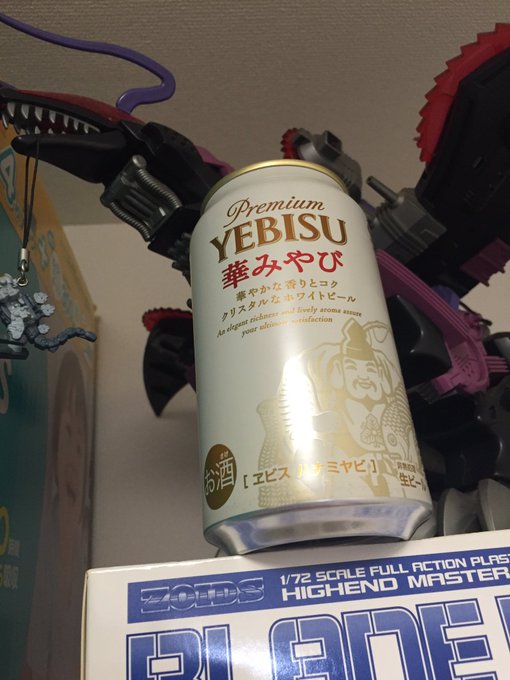 Premium
YEBISU
華みやび
華やかな香りとコク
クリスタルなホワイトビール
An elegant richness and lively aroma assure
your ultimate satisfaction
お酒
[ヱビス ハナミヤビ]
生ビール
ZOIDS
1/72 SCALE FULL ACTION PLAS
HIGHEND MASTER
BLADE